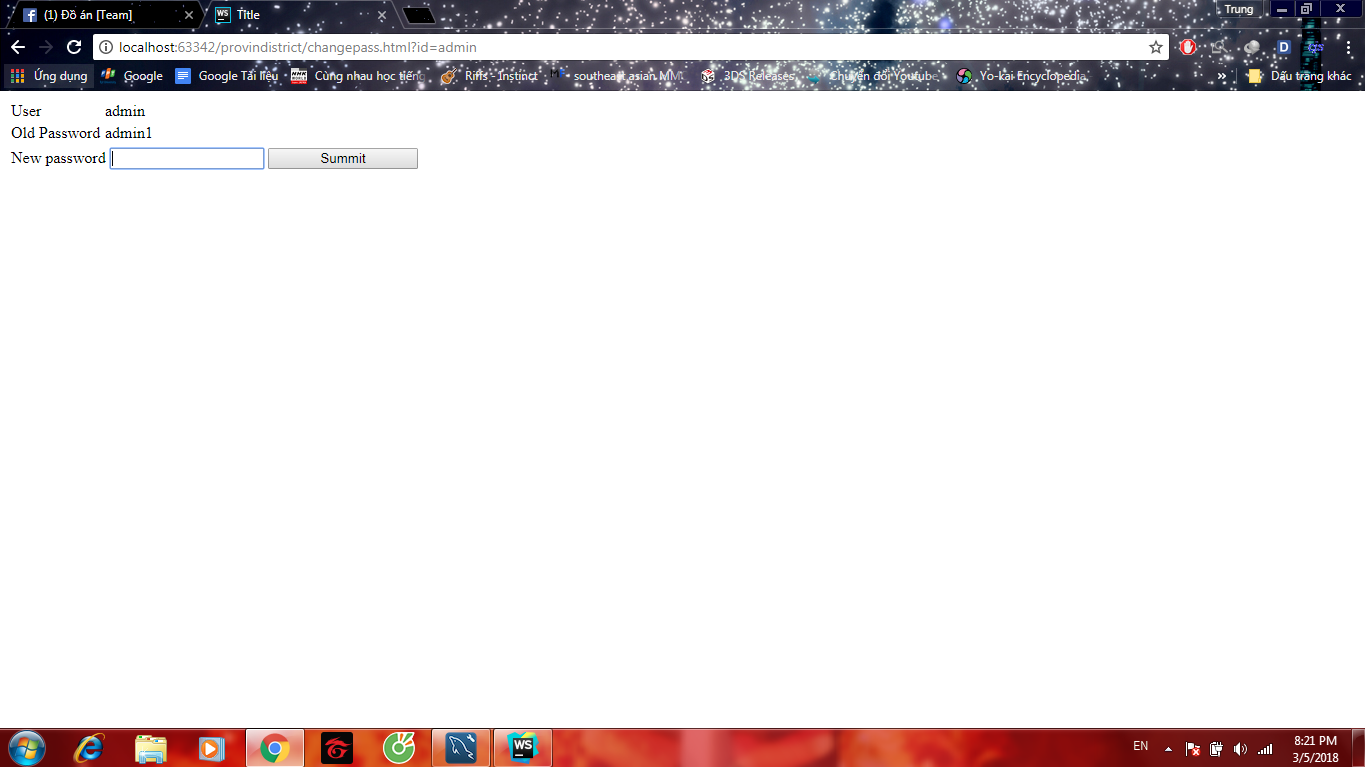 (1) Đồ án [Team]
Title
Trung
localhost:63342/provindistrict/changepass.html?id=admin
Ứng dụng Google Google Tài liệu Cùng nhau học tiếng Riffs - Instinct southeast asian MM 3DS Releases Chuyển đổi Youtube Yo-kai Encyclopedia » Dấu trang khác
User admin
Old Password admin1
New password Summit
EN 8:21 PM
3/5/2018